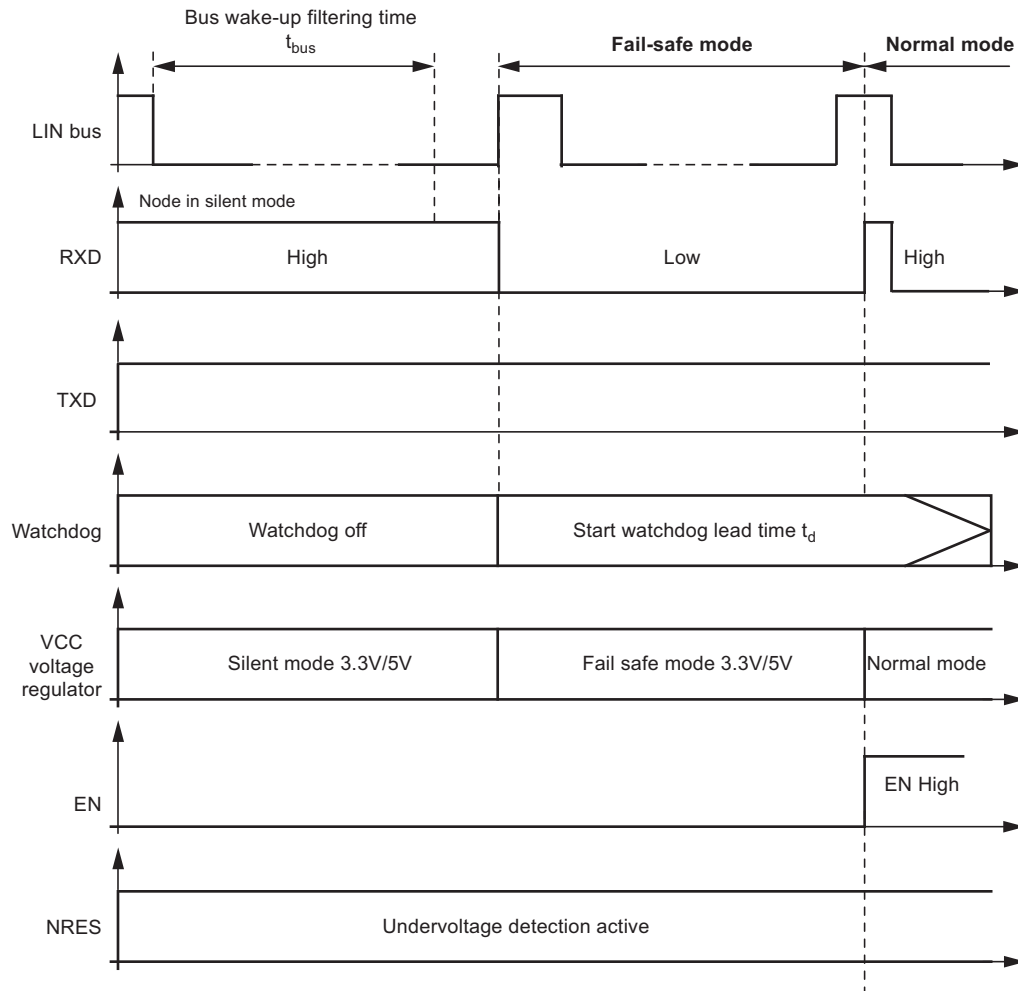 Bus wake-up filtering time
tbus
Fail-safe mode
Normal mode
LIN bus
Node in silent mode
RXD
High
Low
High
TXD
Watchdog
Watchdog off
Start watchdog lead time td
VCC
voltage
regulator
Silent mode 3.3V/5V
Fail safe mode 3.3V/5V
Normal mode
EN
EN High
NRES
Undervoltage detection active